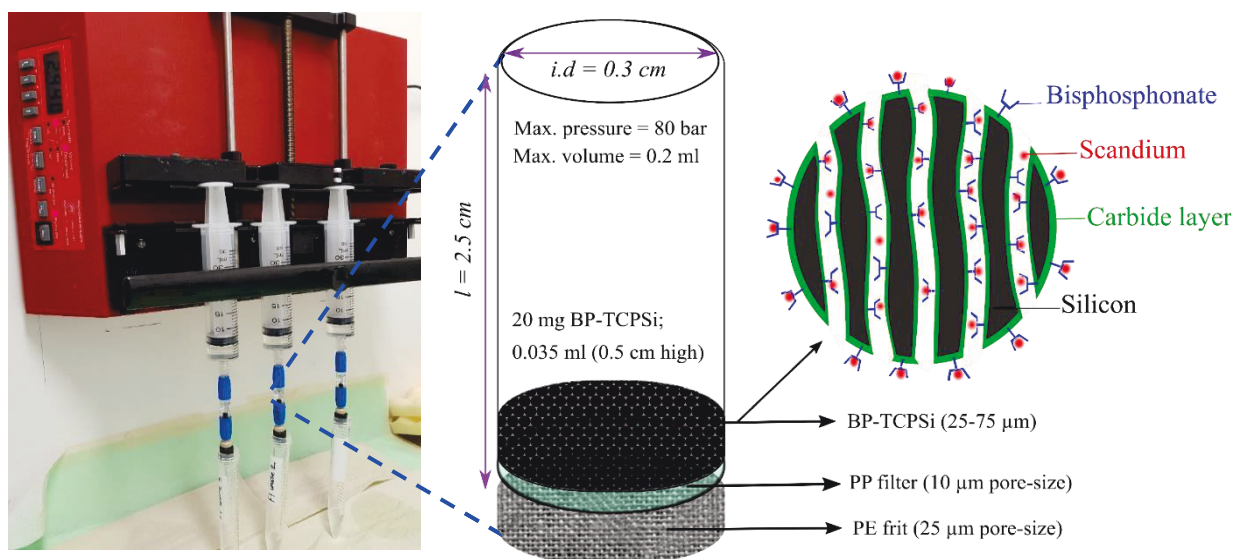 i.d = 0.3 cm
Max. pressure = 80 bar
Max. volume = 0.2 ml
l = 2.5 cm
20 mg BP-TCPSi;
0.035 ml (0.5 cm high)
Bisphosphonate
Scandium
Carbide layer
Silicon
BP-TCPSi (25-75 µm)
PP filter (10 µm pore-size)
PE frit (25 µm pore-size)